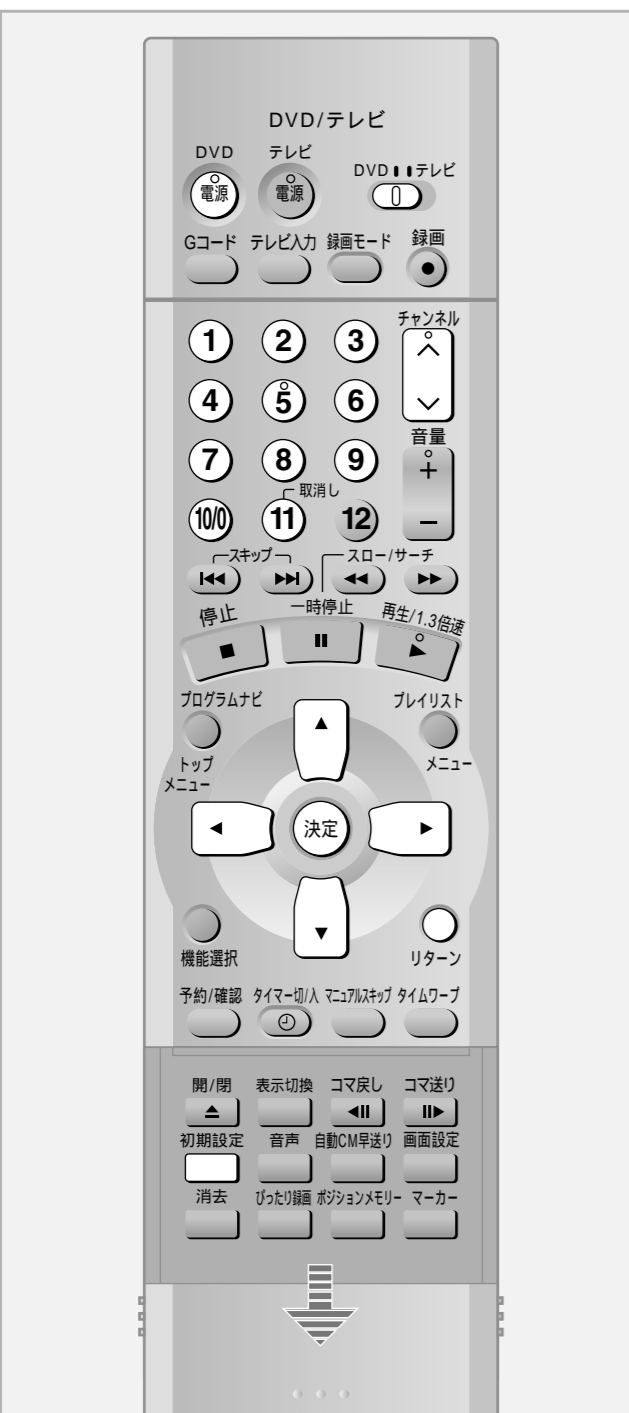 DVD/テレビ
DVD テレビ DVD テレビ
電源 電源
Gコード テレビ入力 録画モード 録画
チャンネル
1 2 3
4 5 6
音量
7 8 9
+
取消し
10/0 11 12
−
スキップ スロー/サーチ
停止 一時停止 再生/1.3倍速
プログラムナビ プレイリスト
トップ メニュー
メニュー
決定
機能選択 リターン
予約/確認 タイマー切/入 マニュアルスキップ タイムワープ
開/閉 表示切換 コマ戻し コマ送り
初期設定 音声 自動CM早送り 画面設定
消去 ぴったり録画 ポジションメモリー マーカー